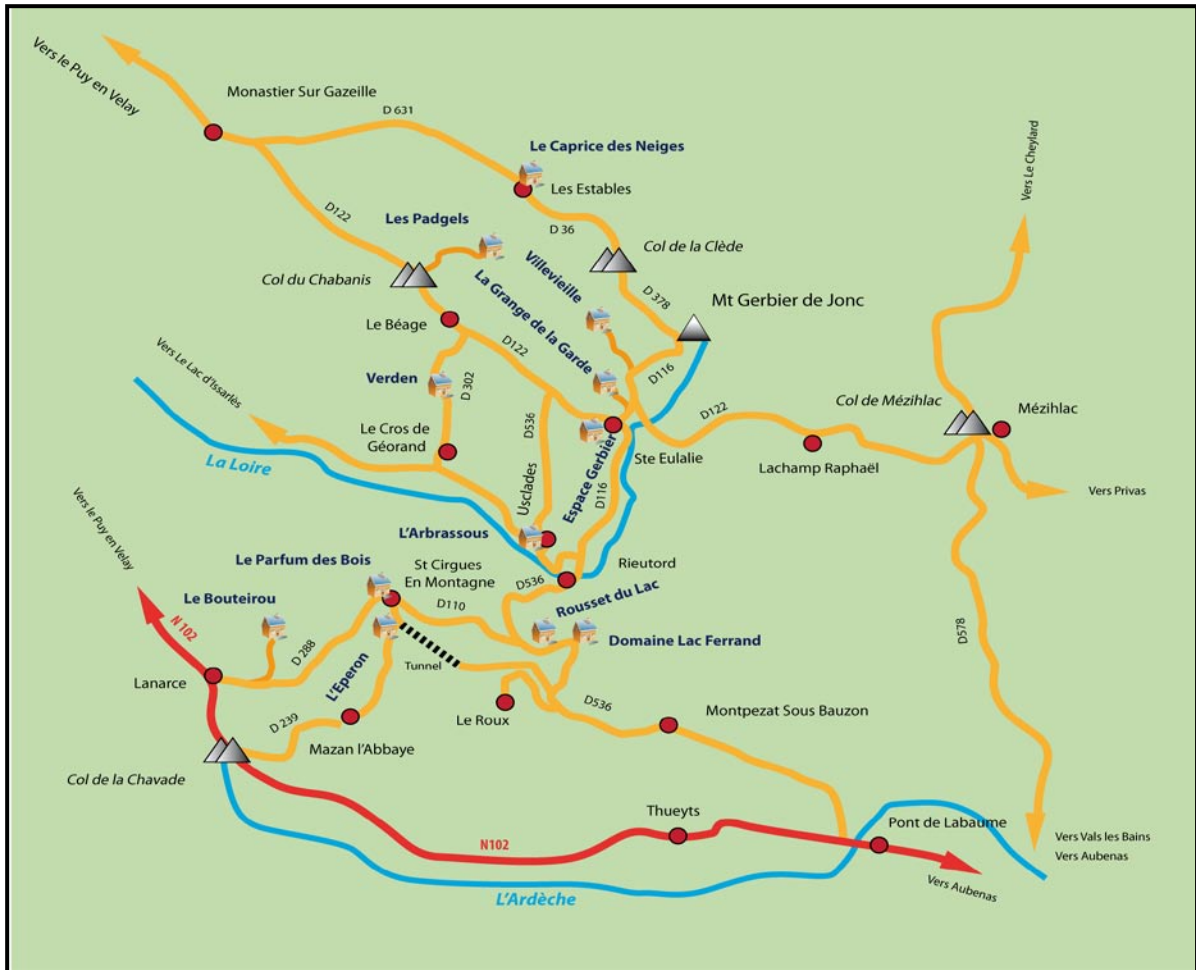 Vers le Puy en Velay
Monastier Sur Gazeille
D 631
Le Caprice des Neiges
Les Estables
D 36
Vers Le Cheylard
D122
Les Padgels
Col de la Clède
Villevieille
Col du Chabanis
La Grange de la Garde
D 378
Mt Gerbier de Jonc
Le Béage
D122
Vers Le Lac d'Issarlès
Verden
D 302
D116
Col de Mézihlac
Mézihlac
D122
D536
Le Cros de
Géorand
Ste Eulalie
Lachamp Raphaël
La Loire
Espace Gerbier
Usclades
D116
Vers Privas
Vers le Puy en Velay
L'Arbrassous
Le Parfum des Bois
St Cirgues
En Montagne
Rieutord
D536
Le Bouteirou
D110
Rousset du Lac
N102
D 288
Domaine Lac Ferrand
D578
L'Eperon
Tunnel
Lanarce
Le Roux
D536
Montpezat Sous Bauzon
D 239
Mazan l'Abbaye
Col de la Chavade
Thueyts
Pont de Labaume
N102
Vers Vals les Bains
Vers Aubenas
Vers Aubenas
L'Ardèche